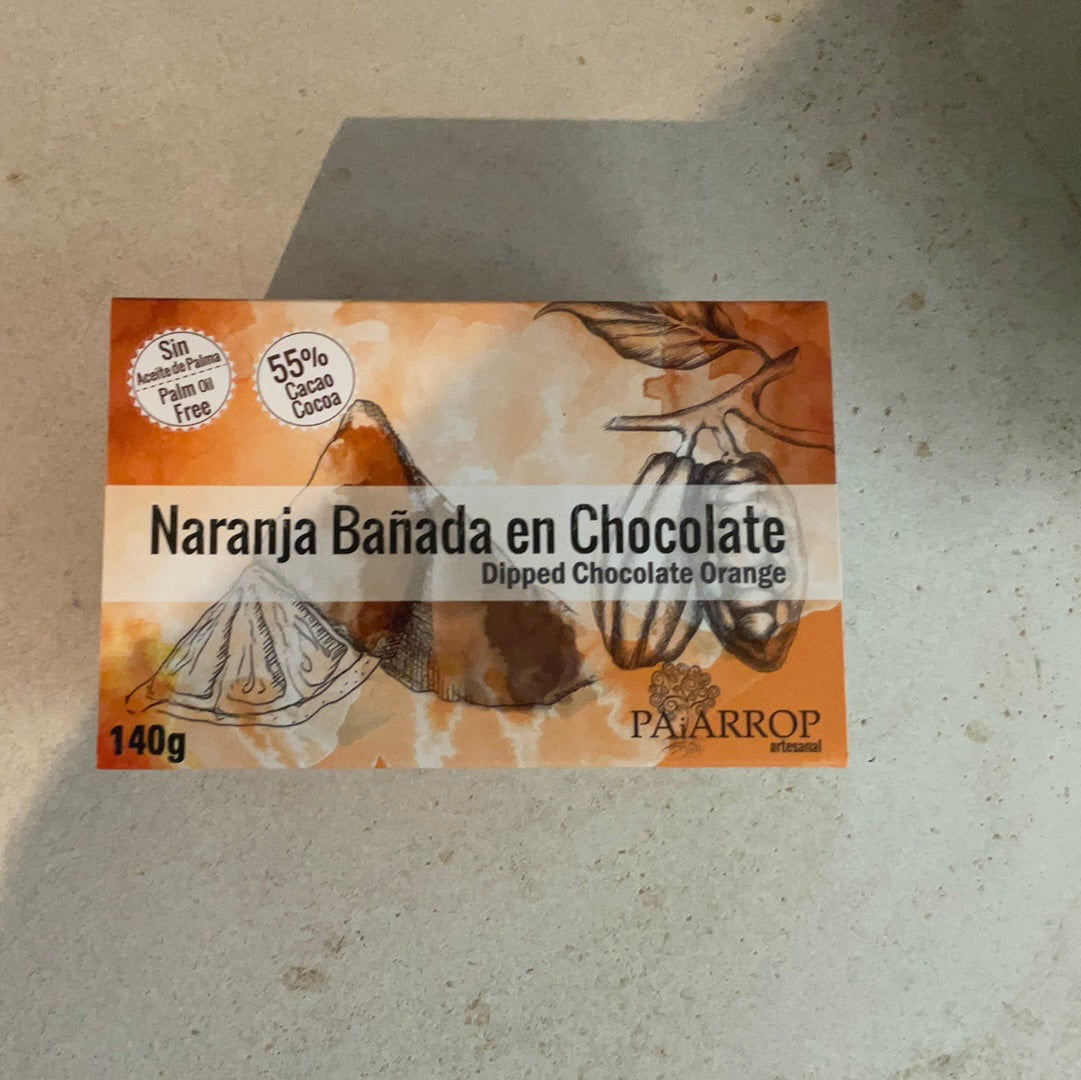 Sin
Aceite de Palma
Palm Oil
Free
55%
Cacao
Cocoa
Naranja Bañada en Chocolate
Dipped Chocolate Orange
140g
PAiARROP
artesanal